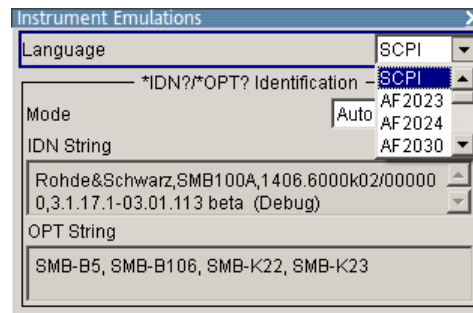 Instrument Emulations
Language SCPI
SCPI
AF2023
AF2024
AF2030
*IDN?/*OPT? Identification
Mode Auto
IDN String
Rohde&Schwarz,SMB100A,1406.6000k02/00000
0,3.1.17.1-03.01.113 beta (Debug)
OPT String
SMB-B5, SMB-B106, SMB-K22, SMB-K23